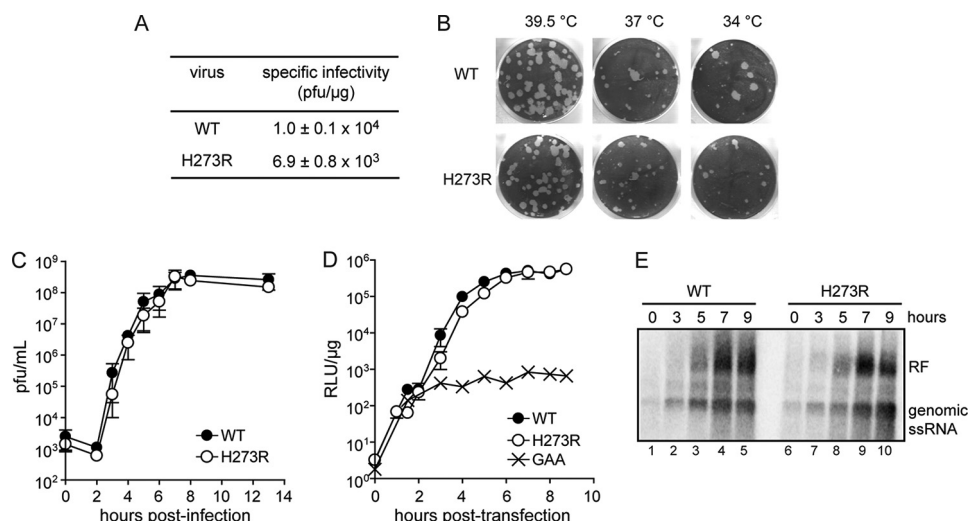 A
virus specific infectivity
(pfu/µg)
WT 1.0 ± 0.1 x 10⁴
H273R 6.9 ± 0.8 x 10³
B
39.5 °C 37 °C 34 °C
WT
H273R
C
10⁹
10⁸
10⁷
10⁶
10⁵
10⁴
10³
10²
pfu/mL
0 2 4 6 8 10 12 14
hours post-infection
WT
H273R
D
10⁶
10⁵
10⁴
10³
10²
10¹
10⁰
RLU/µg
0 2 4 6 8 10
hours post-transfection
WT
H273R
GAA
E
WT H273R
0 3 5 7 9 0 3 5 7 9 hours
RF
genomic
ssRNA
1 2 3 4 5 6 7 8 9 10